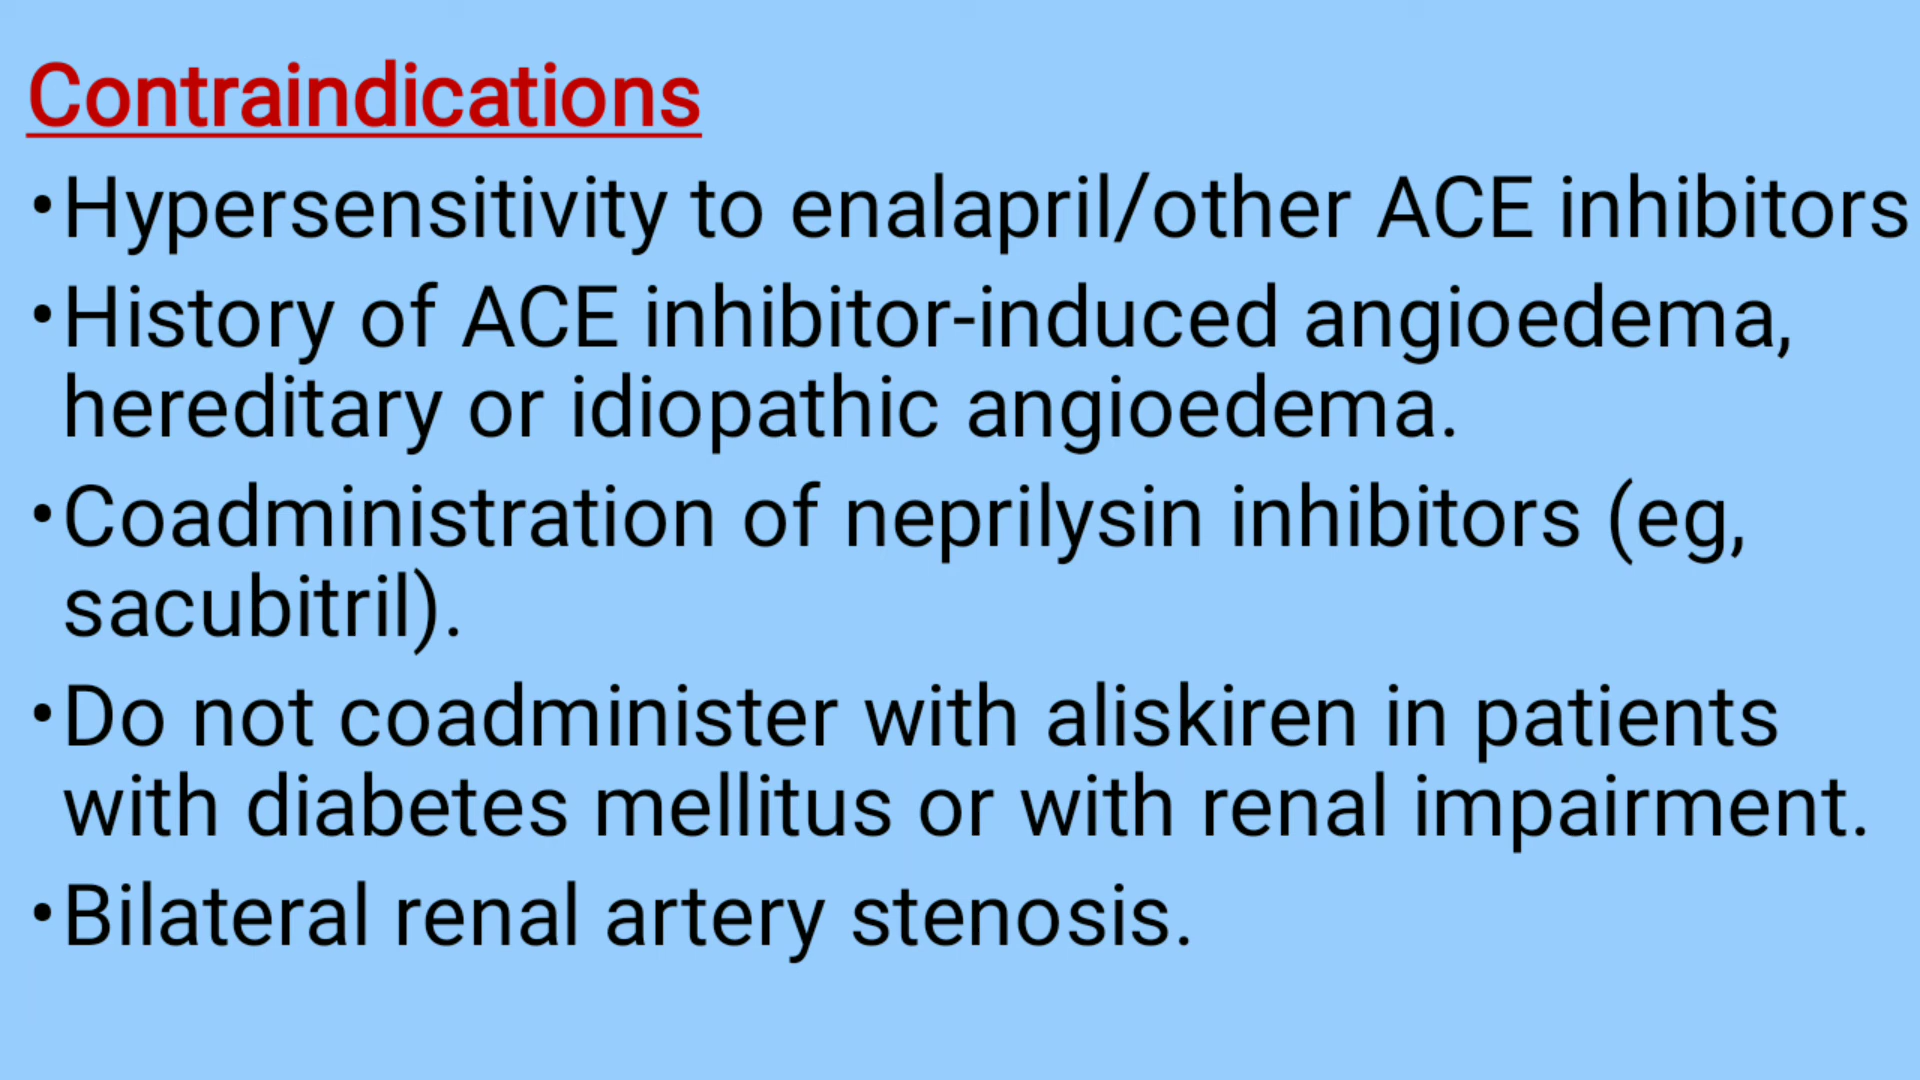 Contraindications
•Hypersensitivity to enalapril/other ACE inhibitors
•History of ACE inhibitor-induced angioedema,
hereditary or idiopathic angioedema.
•Coadministration of neprilysin inhibitors (eg,
sacubitril).
•Do not coadminister with aliskiren in patients
with diabetes mellitus or with renal impairment.
•Bilateral renal artery stenosis.